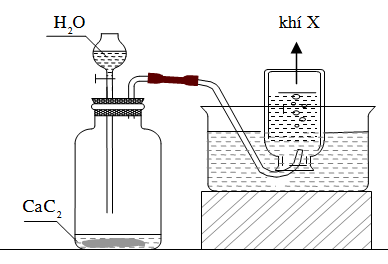 H₂O
khí X
CaC₂